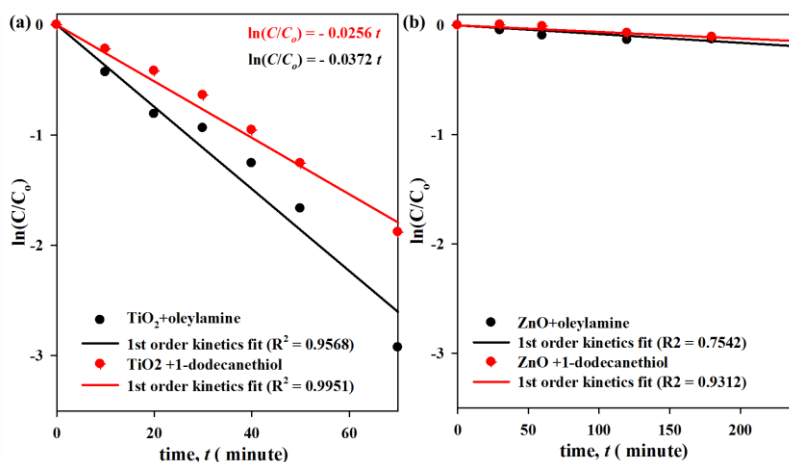 (a)
ln(C/Cₒ) = - 0.0256 t
ln(C/Cₒ) = - 0.0372 t
0
-1
-2
-3
ln(C/Cₒ)
TiO₂+oleylamine
1st order kinetics fit (R² = 0.9568)
TiO2 +1-dodecanethiol
1st order kinetics fit (R² = 0.9951)
0 20 40 60
time, t ( minute)
(b)
0
-1
-2
-3
ln(C/Cₒ)
ZnO+oleylamine
1st order kinetics fit (R2 = 0.7542)
ZnO +1-dodecanethiol
1st order kinetics fit (R2 = 0.9312)
0 100 200
time, t ( minute)